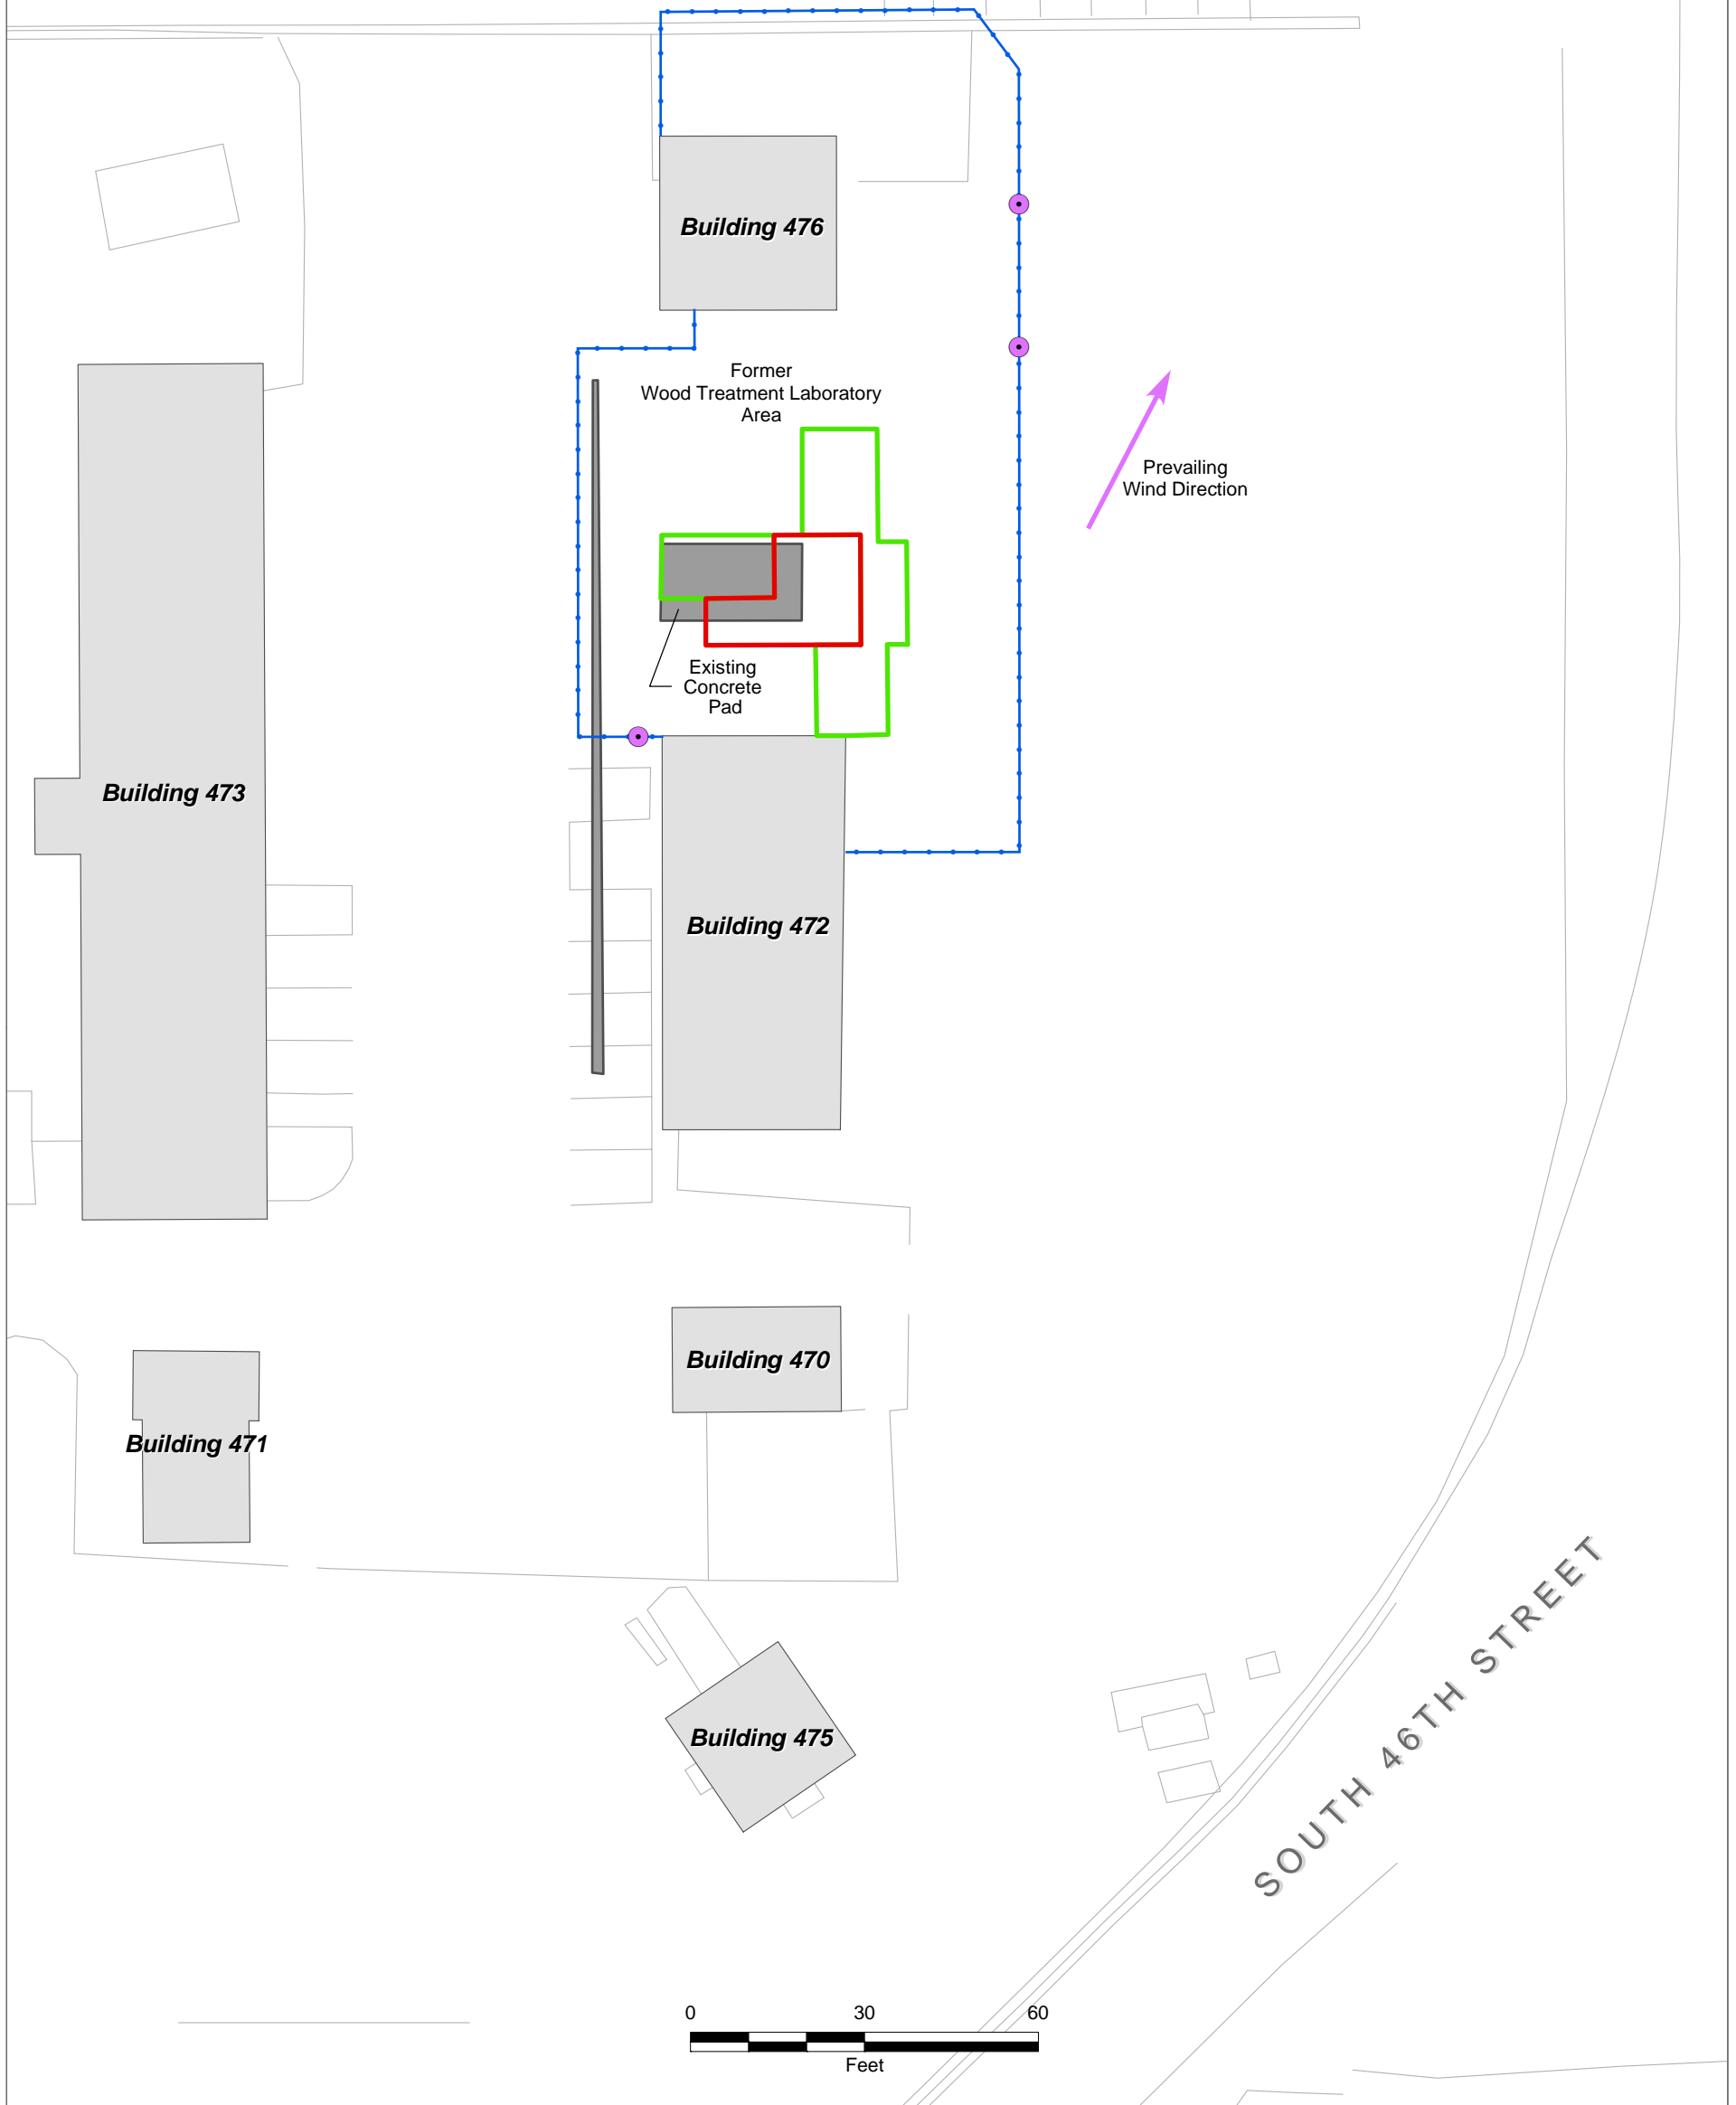 Building 476
Former
Wood Treatment Laboratory
Area
Prevailing
Wind Direction
Existing
Concrete
Pad
Building 473
Building 472
Building 470
Building 471
Building 475
SOUTH 46TH STREET
0 30 60
Feet